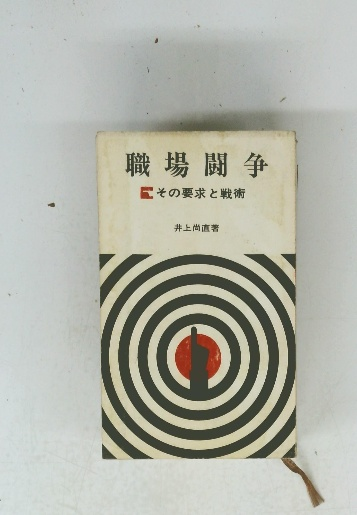 職場闘争
その要求と戦術
井上尚直著